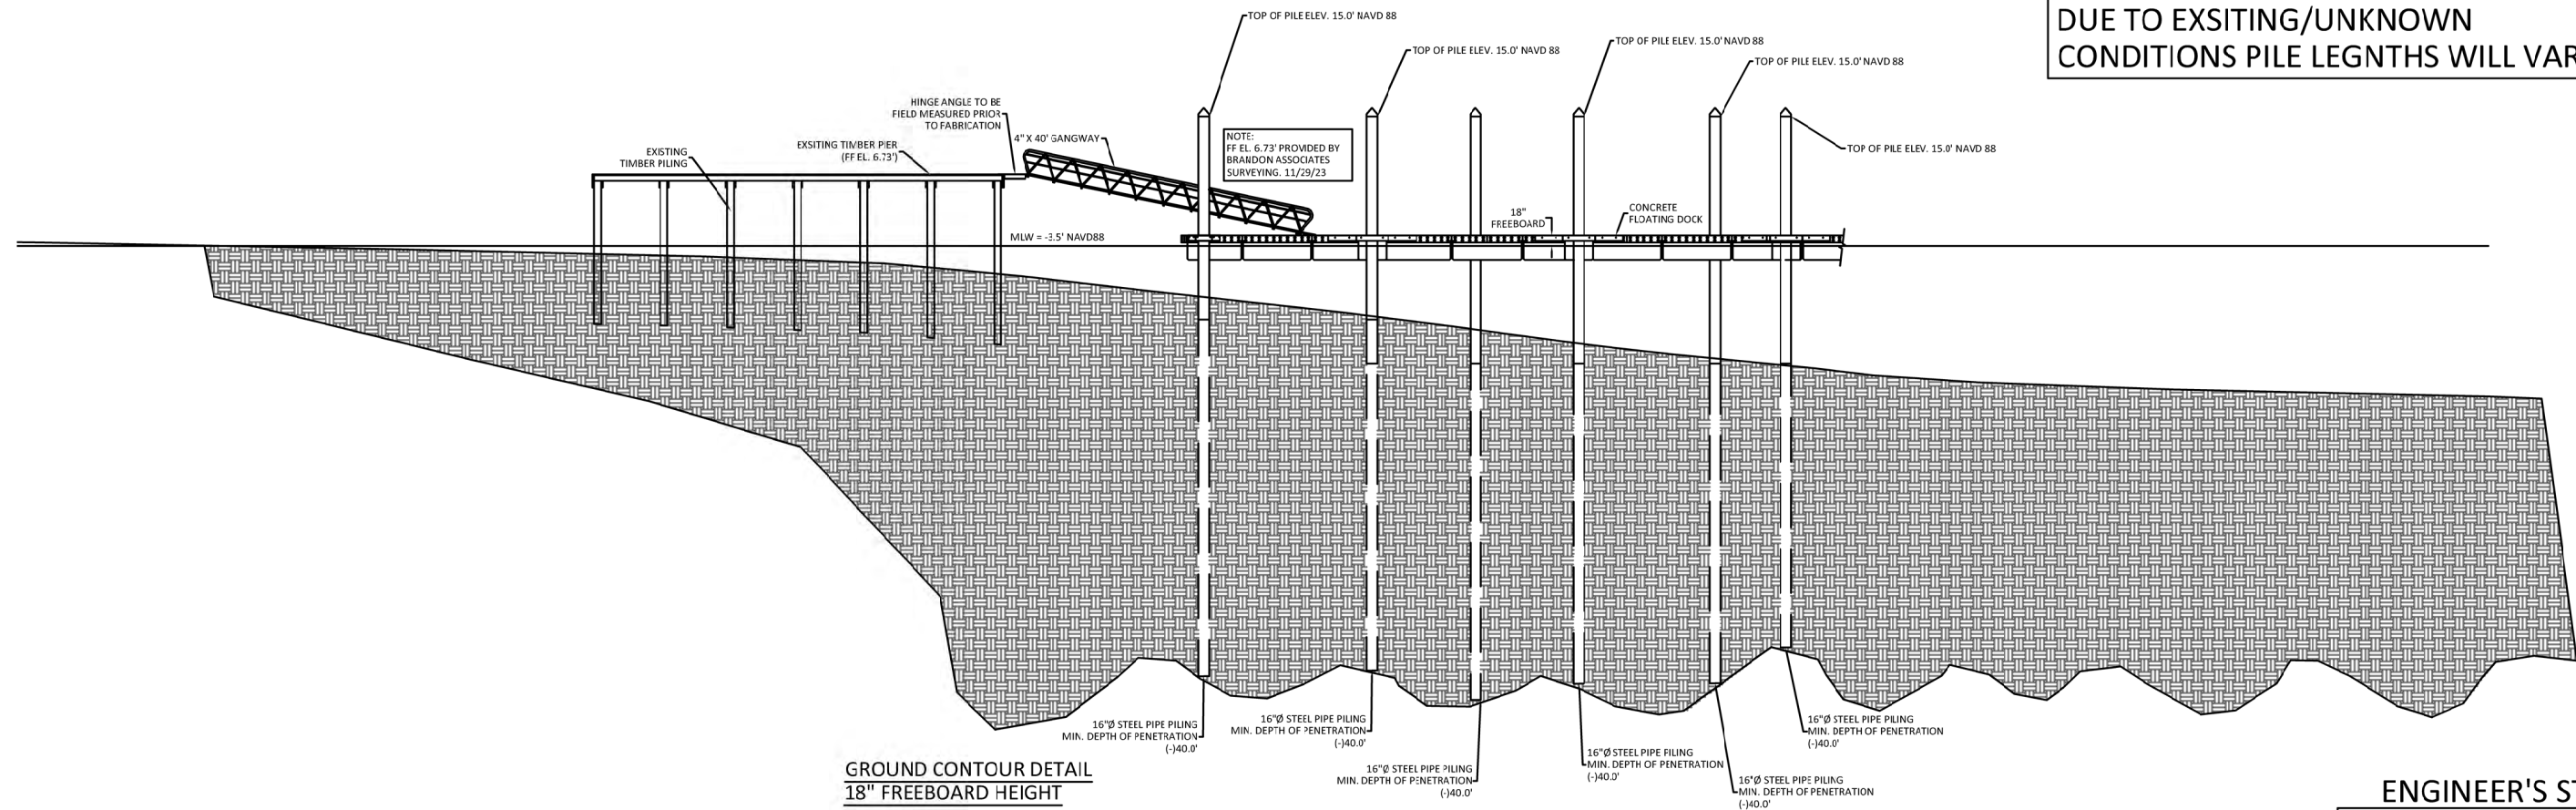 DUE TO EXSITING/UNKNOWN
CONDITIONS PILE LEGNTHS WILL VAR
TOP OF PILE ELEV. 15.0' NAVD 88
TOP OF PILE ELEV. 15.0' NAVD 88
TOP OF PILE ELEV. 15.0' NAVD 88
TOP OF PILE ELEV. 15.0' NAVD 88
TOP OF PILE ELEV. 15.0' NAVD 88
HINGE ANGLE TO BE
FIELD MEASURED PRIOR
TO FABRICATION
4" X 40' GANGWAY
NOTE:
FF EL. 6.73' PROVIDED BY
BRANDON ASSOCIATES
SURVEYING. 11/29/23
EXISTING
TIMBER PILING
EXSITING TIMBER PIER
(FF EL. 6.73')
MLW = -3.5' NAVD88
18"
FREEBOARD
CONCRETE
FLOATING DOCK
16"Ø STEEL PIPE PILING
MIN. DEPTH OF PENETRATION
(-)40.0'
16"Ø STEEL PIPE PILING
MIN. DEPTH OF PENETRATION
(-)40.0'
16"Ø STEEL PIPE PILING
MIN. DEPTH OF PENETRATION
(-)40.0'
16"Ø STEEL PIPE PILING
MIN. DEPTH OF PENETRATION
(-)40.0'
16"Ø STEEL PIPE PILING
MIN. DEPTH OF PENETRATION
(-)40.0'
16"Ø STEEL PIPE PILING
MIN. DEPTH OF PENETRATION
(-)40.0'
GROUND CONTOUR DETAIL
18" FREEBOARD HEIGHT
ENGINEER'S ST